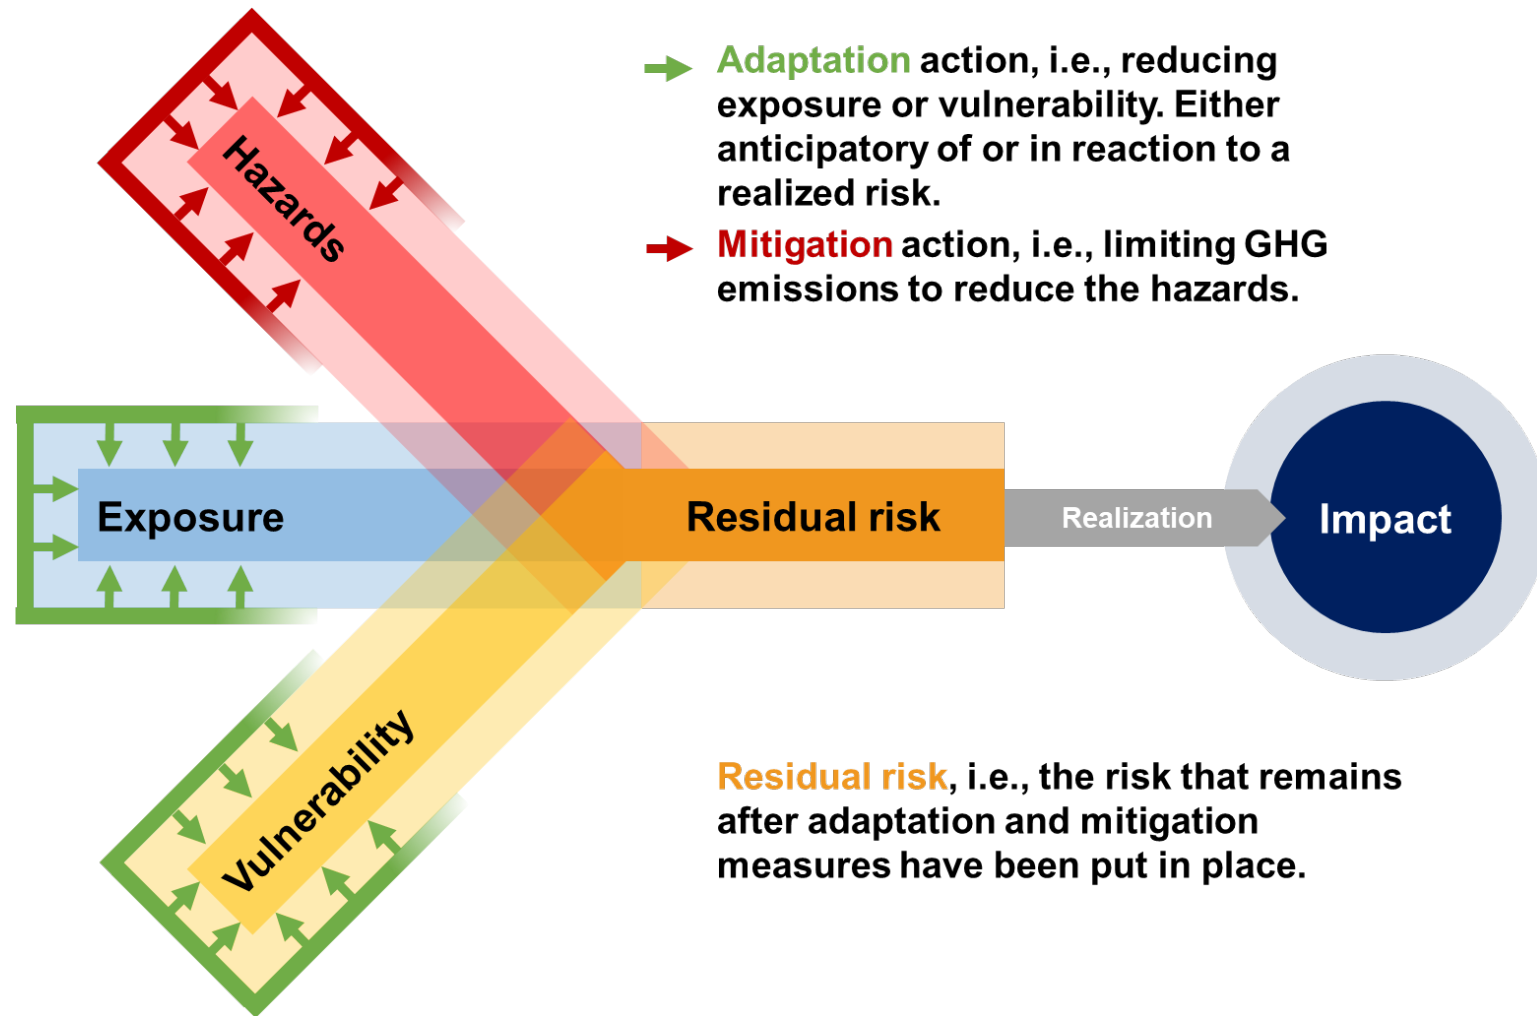 Adaptation action, i.e., reducing
exposure or vulnerability. Either
anticipatory of or in reaction to a
realized risk.
Mitigation action, i.e., limiting GHG
emissions to reduce the hazards.
Hazards
Exposure
Residual risk
Realization
Impact
Vulnerability
Residual risk, i.e., the risk that remains
after adaptation and mitigation
measures have been put in place.